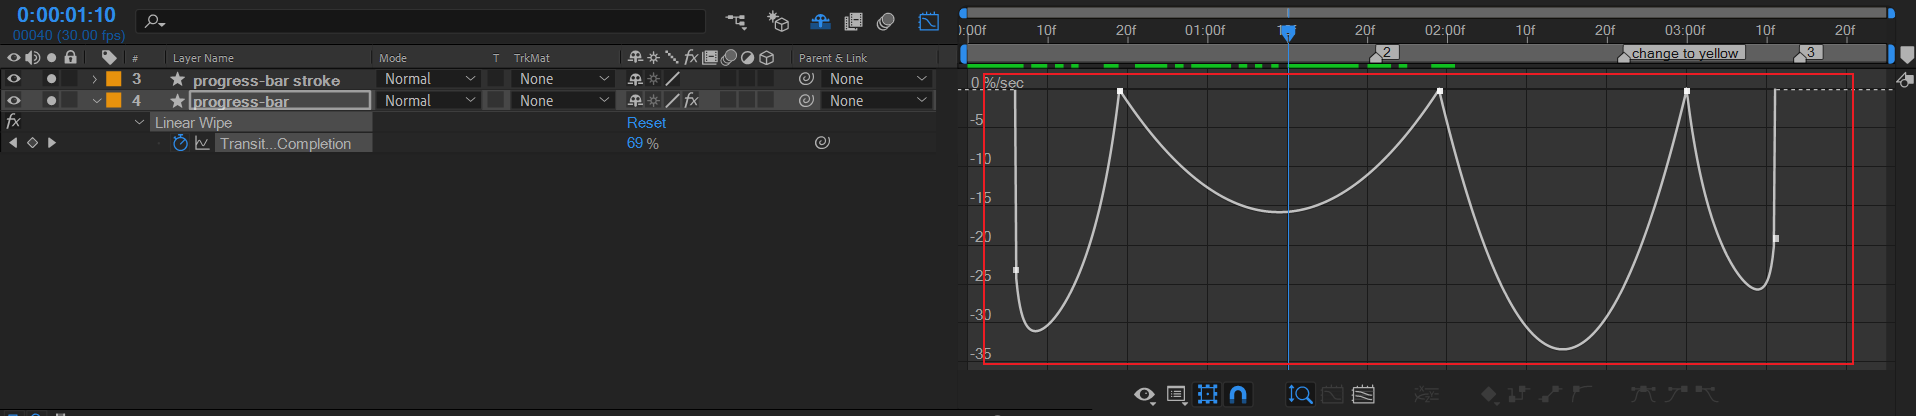 0:00:01:10
00040 (30.00 fps)
# Layer Name Mode T TrkMat Parent & Link
3 progress-bar stroke Normal None None
4 progress-bar Normal None None
fx Linear Wipe Reset
Transit...Completion 69 %
0:00f 10f 20f 01:00f 10f 20f 02:00f 10f 20f 03:00f 10f 20f
2 change to yellow 3
0 %/sec
-5
-10
-15
-20
-25
-30
-35